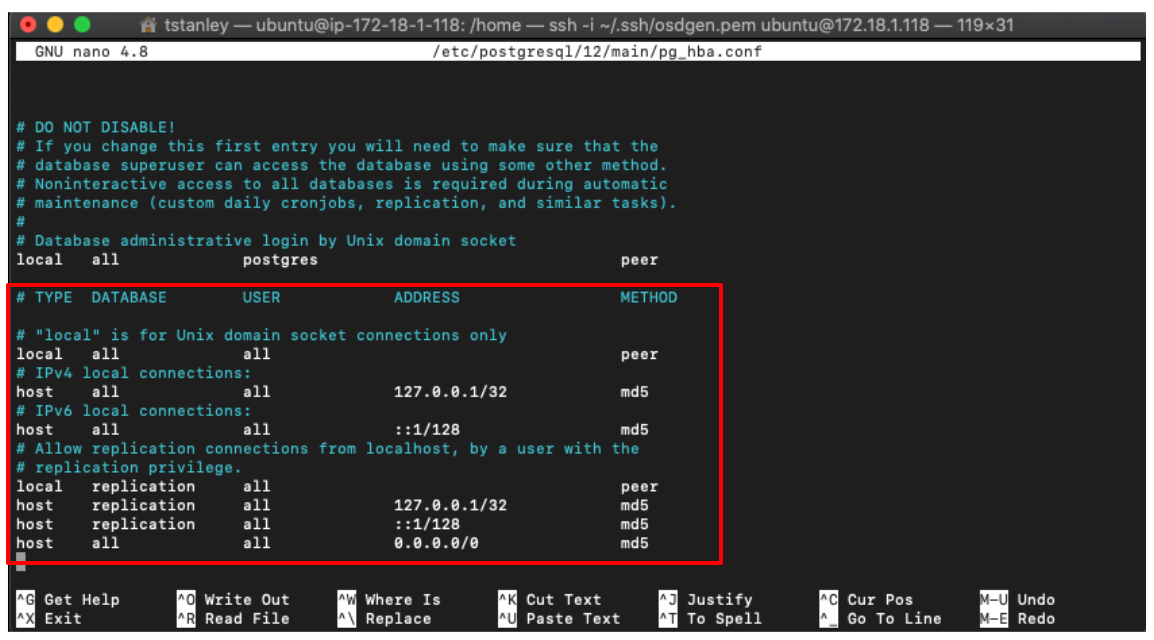 tstanley — ubuntu@ip-172-18-1-118: /home — ssh -i ~/.ssh/osdgen.pem ubuntu@172.18.1.118 — 119×31
GNU nano 4.8 /etc/postgresql/12/main/pg_hba.conf
# DO NOT DISABLE!
# If you change this first entry you will need to make sure that the
# database superuser can access the database using some other method.
# Noninteractive access to all databases is required during automatic
# maintenance (custom daily cronjobs, replication, and similar tasks).
#
# Database administrative login by Unix domain socket
local all postgres peer
# TYPE DATABASE USER ADDRESS METHOD
# "local" is for Unix domain socket connections only
local all all peer
# IPv4 local connections:
host all all 127.0.0.1/32 md5
# IPv6 local connections:
host all all ::1/128 md5
# Allow replication connections from localhost, by a user with the
# replication privilege.
local replication all peer
host replication all 127.0.0.1/32 md5
host replication all ::1/128 md5
host all all 0.0.0.0/0 md5
^G Get Help ^O Write Out ^W Where Is ^K Cut Text ^J Justify ^C Cur Pos M-U Undo
^X Exit ^R Read File ^\ Replace ^U Paste Text ^T To Spell ^_ Go To Line M-E Redo